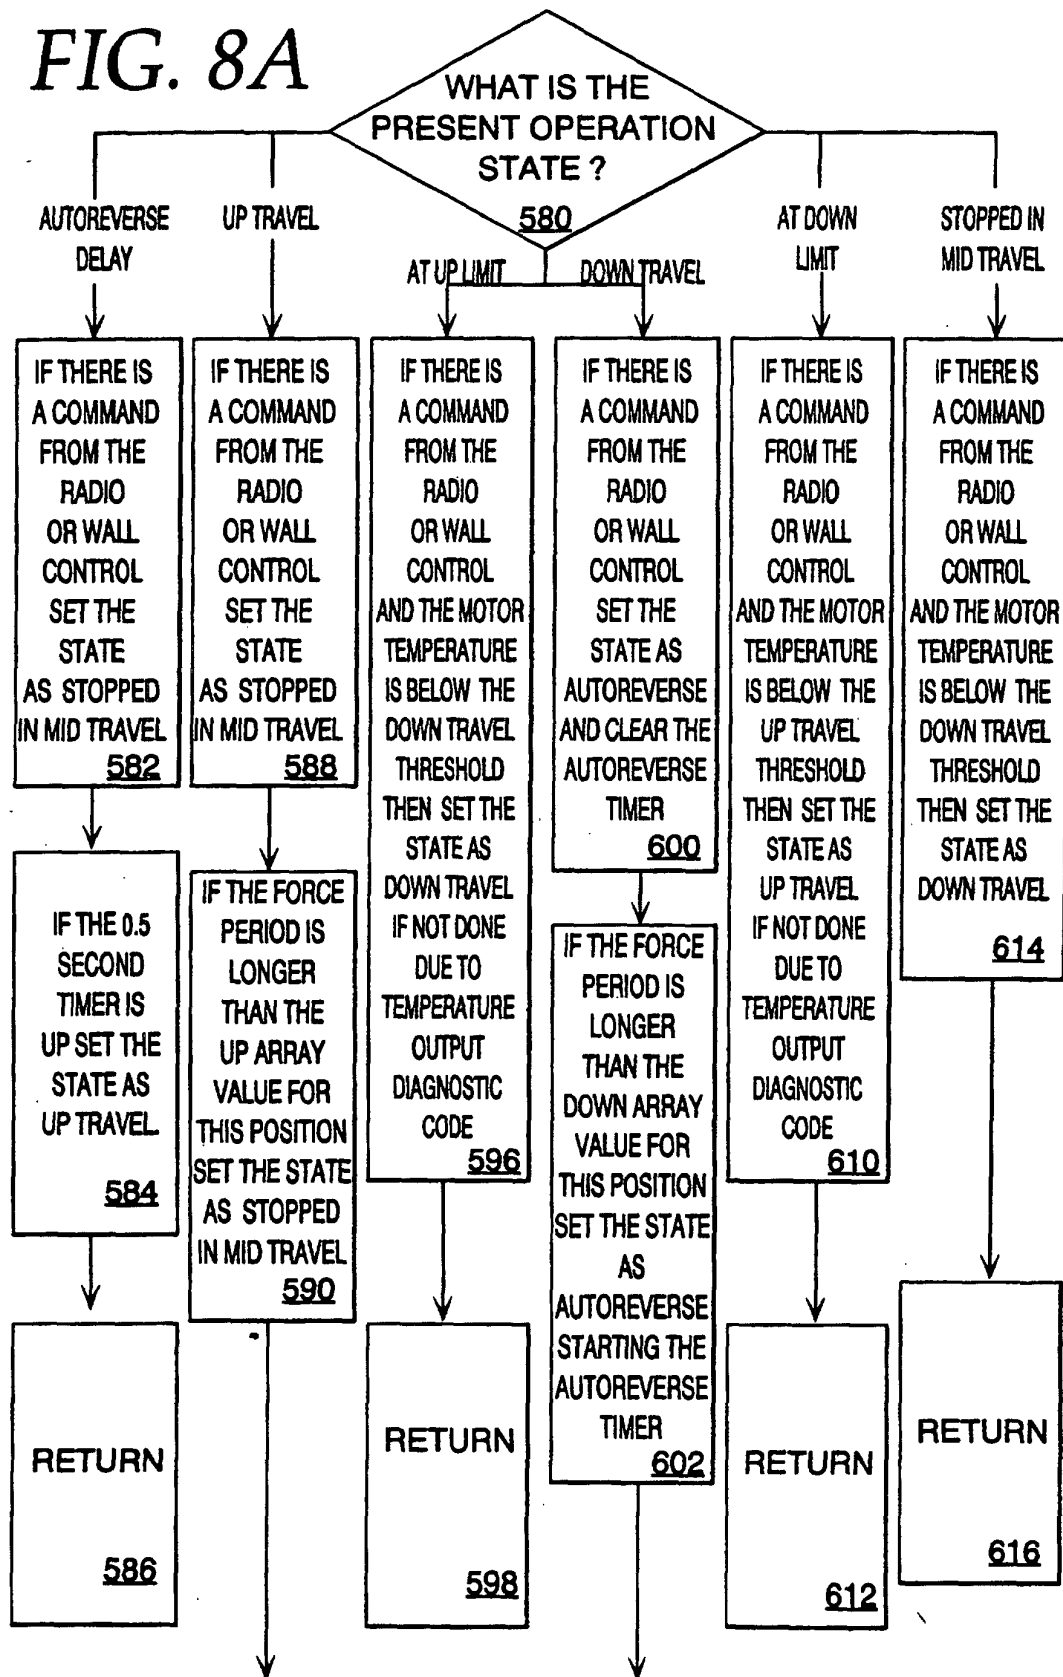 FIG. 8A
WHAT IS THE
PRESENT OPERATION
STATE ?
580
AUTOREVERSE
DELAY
UP TRAVEL
AT UP LIMIT
DOWN TRAVEL
AT DOWN
LIMIT
STOPPED IN
MID TRAVEL
IF THERE IS
A COMMAND
FROM THE
RADIO
OR WALL
CONTROL
SET THE
STATE
AS STOPPED
IN MID TRAVEL
582
IF THE 0.5
SECOND
TIMER IS
UP SET THE
STATE AS
UP TRAVEL
584
RETURN
586
IF THERE IS
A COMMAND
FROM THE
RADIO
OR WALL
CONTROL
SET THE
STATE
AS STOPPED
IN MID TRAVEL
588
IF THE FORCE
PERIOD IS
LONGER
THAN THE
UP ARRAY
VALUE FOR
THIS POSITION
SET THE STATE
AS STOPPED
IN MID TRAVEL
590
IF THERE IS
A COMMAND
FROM THE
RADIO
OR WALL
CONTROL
AND THE MOTOR
TEMPERATURE
IS BELOW THE
DOWN TRAVEL
THRESHOLD
THEN SET THE
STATE AS
DOWN TRAVEL
IF NOT DONE
DUE TO
TEMPERATURE
OUTPUT
DIAGNOSTIC
CODE
596
RETURN
598
IF THERE IS
A COMMAND
FROM THE
RADIO
OR WALL
CONTROL
SET THE
STATE AS
AUTOREVERSE
AND CLEAR THE
AUTOREVERSE
TIMER
600
IF THE FORCE
PERIOD IS
LONGER
THAN THE
DOWN ARRAY
VALUE FOR
THIS POSITION
SET THE STATE
AS
AUTOREVERSE
STARTING THE
AUTOREVERSE
TIMER
602
IF THERE IS
A COMMAND
FROM THE
RADIO
OR WALL
CONTROL
AND THE MOTOR
TEMPERATURE
IS BELOW THE
UP TRAVEL
THRESHOLD
THEN SET THE
STATE AS
UP TRAVEL
IF NOT DONE
DUE TO
TEMPERATURE
OUTPUT
DIAGNOSTIC
CODE
610
RETURN
612
IF THERE IS
A COMMAND
FROM THE
RADIO
OR WALL
CONTROL
AND THE MOTOR
TEMPERATURE
IS BELOW THE
DOWN TRAVEL
THRESHOLD
THEN SET THE
STATE AS
DOWN TRAVEL
614
RETURN
616